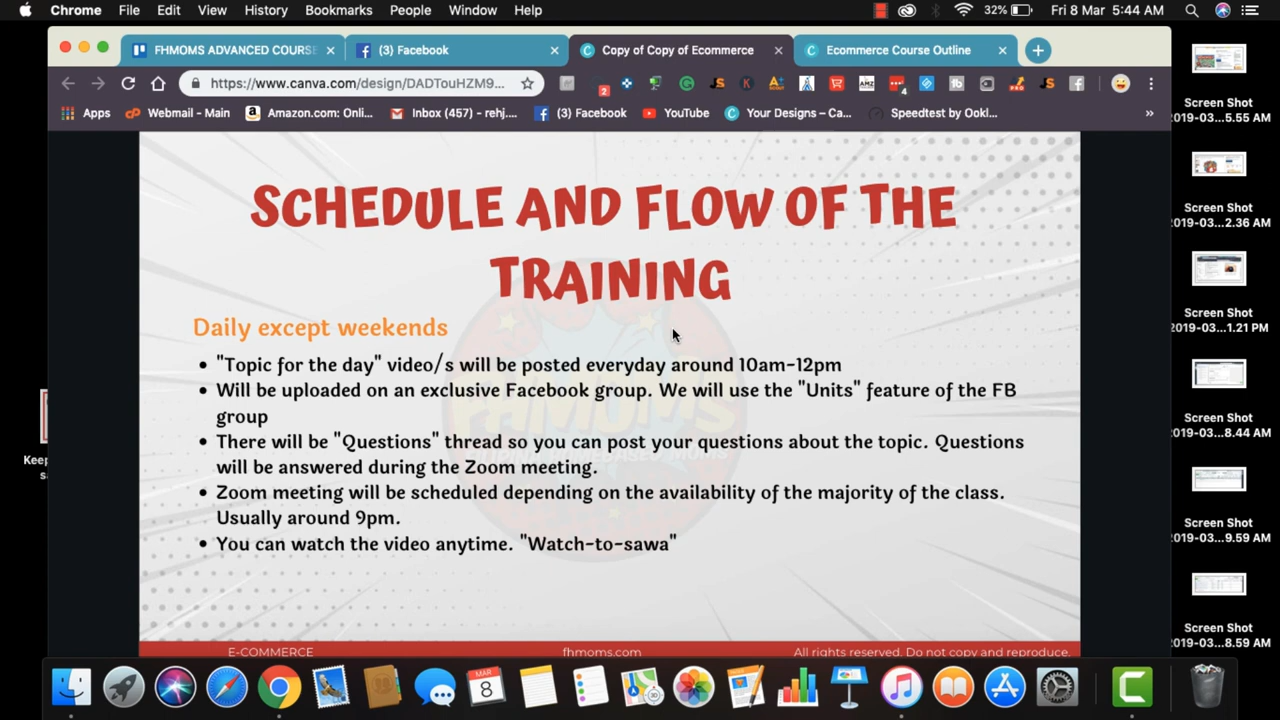 Chrome File Edit View History Bookmarks People Window Help 32% Fri 8 Mar 5:44 AM
FHMOMS ADVANCED COURSE (3) Facebook Copy of Copy of Ecommerce Ecommerce Course Outline
https://www.canva.com/design/DADTouHZM9...
Apps Webmail - Main Amazon.com: Onli... Inbox (457) - rehj.... (3) Facebook YouTube Your Designs – Ca... Speedtest by Ookl... »
SCHEDULE AND FLOW OF THE
TRAINING
Daily except weekends
• "Topic for the day" video/s will be posted everyday around 10am-12pm
• Will be uploaded on an exclusive Facebook group. We will use the "Units" feature of the FB
group
• There will be "Questions" thread so you can post your questions about the topic. Questions
will be answered during the Zoom meeting.
• Zoom meeting will be scheduled depending on the availability of the majority of the class.
Usually around 9pm.
• You can watch the video anytime. "Watch-to-sawa"
FHMOMS
E-COMMERCE fhmoms.com All rights reserved. Do not copy and reproduce.
Screen Shot
2019-03...5.55 AM
Screen Shot
2019-03...2.36 AM
Screen Shot
2019-03...1.21 PM
Screen Shot
2019-03...8.44 AM
Screen Shot
2019-03...9.59 AM
Screen Shot
2019-03...8.59 AM
Keep
MAR
8